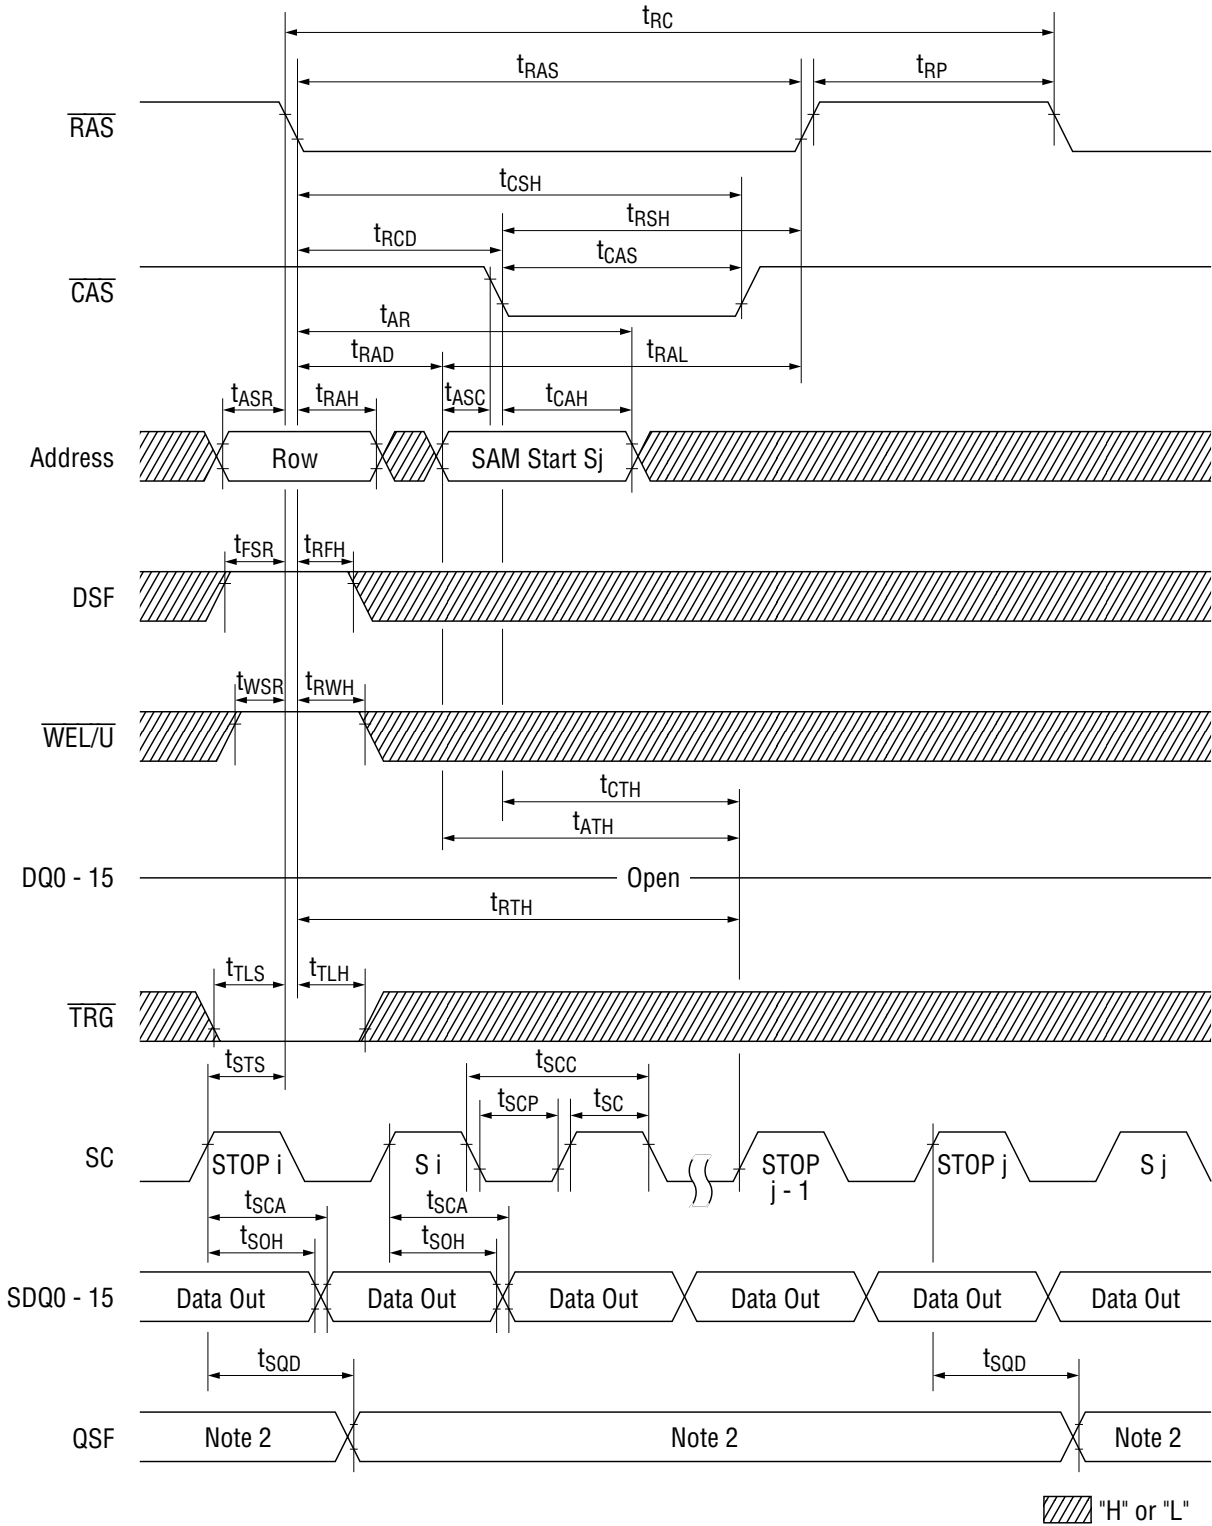 tRC
tRAS
tRP
RAS
tCSH
tRSH
tRCD
tCAS
CAS
tAR
tRAD
tRAL
tASR
tRAH
tASC
tCAH
Address
Row
SAM Start Sj
tFSR
tRFH
DSF
tWSR
tRWH
WEL/U
tCTH
tATH
DQ0 - 15
Open
tRTH
tTLS
tTLH
TRG
tSTS
tSCC
tSCP
tSC
SC
STOP i
S i
STOP
j - 1
STOP j
S j
tSCA
tSCA
tSOH
tSOH
SDQ0 - 15
Data Out
Data Out
Data Out
Data Out
Data Out
Data Out
tSQD
tSQD
QSF
Note 2
Note 2
Note 2
"H" or "L"